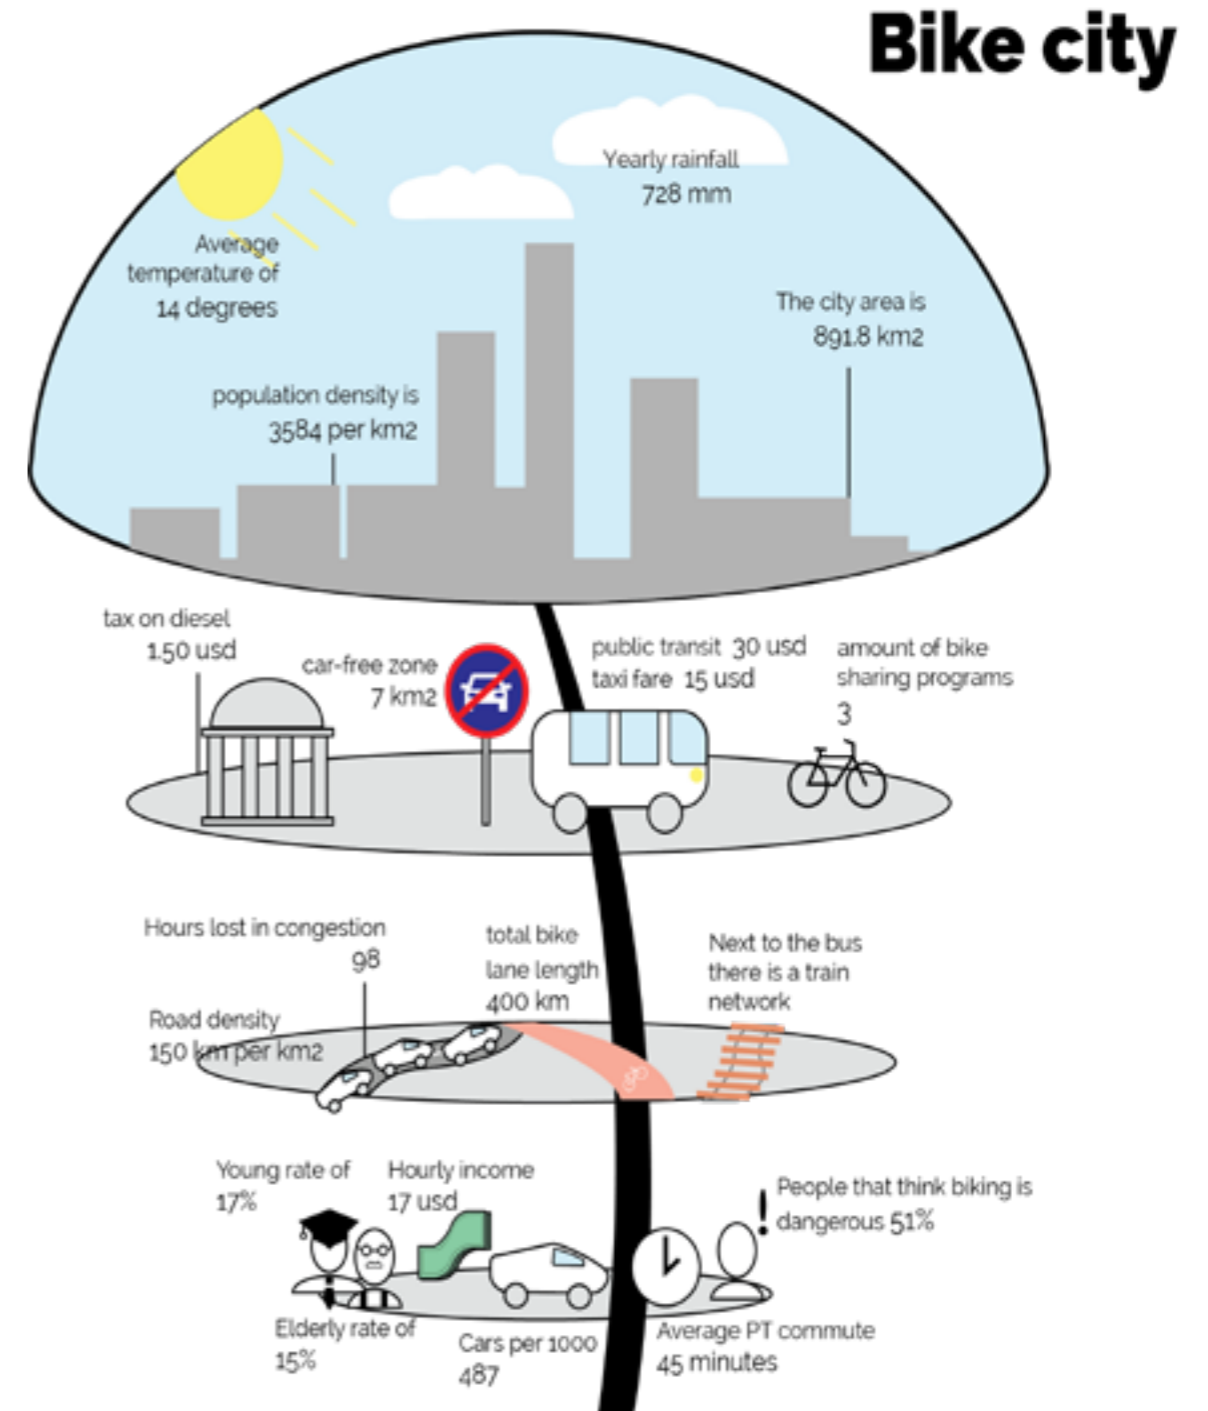 Bike city
Yearly rainfall
728 mm
Average
temperature of
14 degrees
The city area is
891.8 km2
population density is
3584 per km2
tax on diesel
1.50 usd
car-free zone
7 km2
public transit 30 usd
taxi fare 15 usd
amount of bike
sharing programs
3
Hours lost in congestion
98
total bike
lane length
400 km
Next to the bus
there is a train
network
Road density
150 km per km2
Young rate of
17%
Hourly income
17 usd
People that think biking is
dangerous 51%
Elderly rate of
15%
Cars per 1000
487
Average PT commute
45 minutes